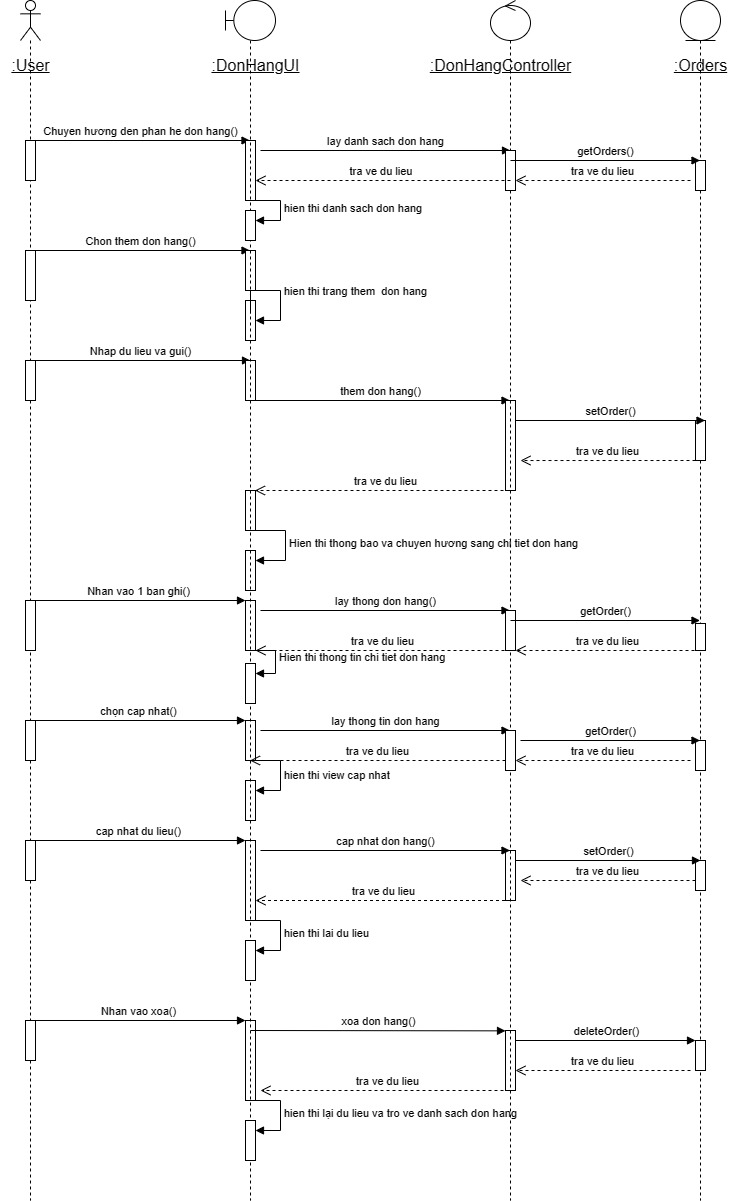 :User
:DonHangUI
:DonHangController
:Orders
Chuyen hương den phan he don hang()
lay danh sach don hang
getOrders()
tra ve du lieu
tra ve du lieu
hien thi danh sach don hang
Chon them don hang()
hien thi trang them  don hang
Nhap du lieu va gui()
them don hang()
setOrder()
tra ve du lieu
tra ve du lieu
Hien thi thong bao va chuyen hương sang chi tiet don hang
Nhan vao 1 ban ghi()
lay thong don hang()
getOrder()
tra ve du lieu
tra ve du lieu
Hien thi thong tin chi tiet don hang
chọn cap nhat()
lay thong tin don hang
getOrder()
tra ve du lieu
tra ve du lieu
hien thi view cap nhat
cap nhat du lieu()
cap nhat don hang()
setOrder()
tra ve du lieu
tra ve du lieu
hien thi lai du lieu
Nhan vao xoa()
xoa don hang()
deleteOrder()
tra ve du lieu
tra ve du lieu
hien thi lại du lieu va tro ve danh sach don hang